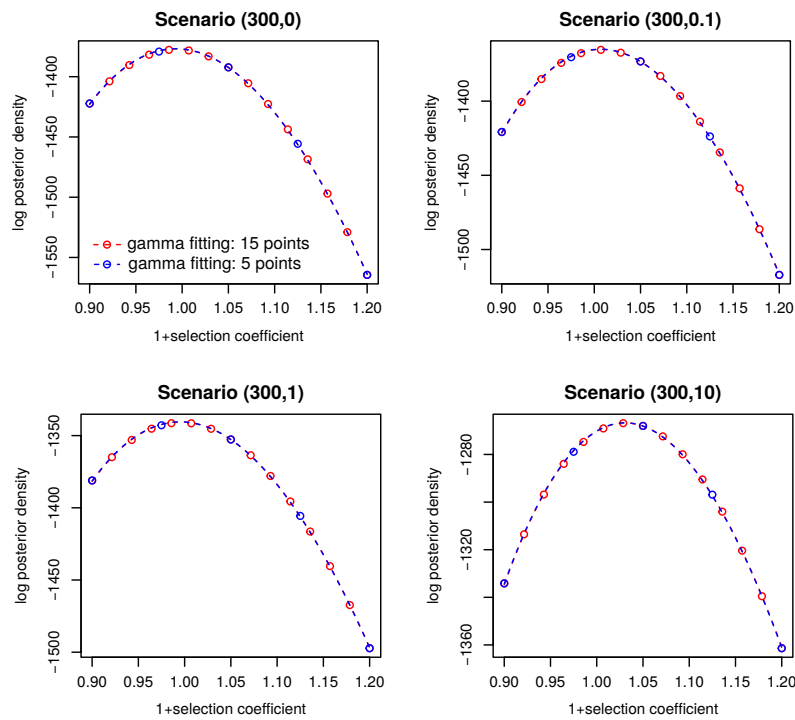 Scenario (300,0)
log posterior density
−1400
−1450
−1500
−1550
gamma fitting: 15 points
gamma fitting: 5 points
0.90 0.95 1.00 1.05 1.10 1.15 1.20
1+selection coefficient
Scenario (300,0.1)
log posterior density
−1400
−1450
−1500
0.90 0.95 1.00 1.05 1.10 1.15 1.20
1+selection coefficient
Scenario (300,1)
log posterior density
−1350
−1400
−1450
−1500
0.90 0.95 1.00 1.05 1.10 1.15 1.20
1+selection coefficient
Scenario (300,10)
log posterior density
−1280
−1320
−1360
0.90 0.95 1.00 1.05 1.10 1.15 1.20
1+selection coefficient